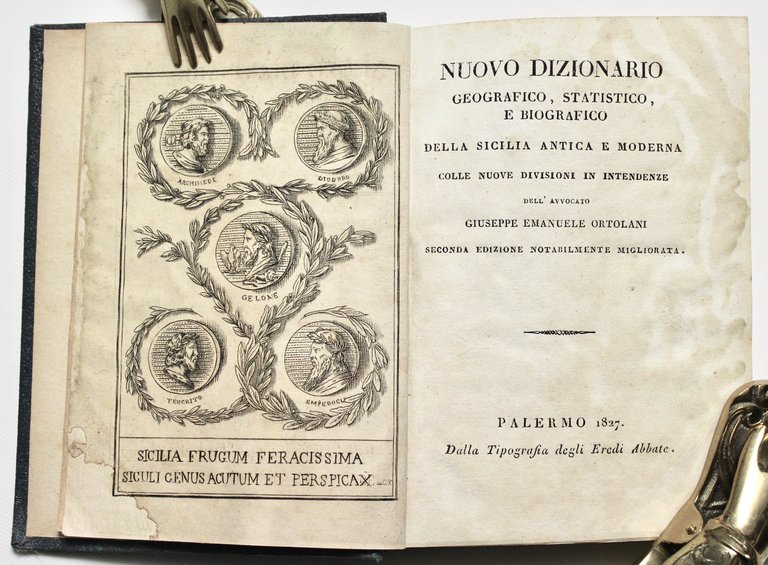 ARCHIMEDE
DIODORO
GELONE
TEOCRITO
EMPEDOCLE
SICILIA FRUGUM FERACISSIMA
SICULI GENUS ACUTUM ET PERSPICAX
NUOVO DIZIONARIO
GEOGRAFICO, STATISTICO,
E BIOGRAFICO
DELLA SICILIA ANTICA E MODERNA
COLLE NUOVE DIVISIONI IN INTENDENZE
DELL' AVVOCATO
GIUSEPPE EMANUELE ORTOLANI
SECONDA EDIZIONE NOTABILMENTE MIGLIORATA.
PALERMO 1827.
Dalla Tipografia degli Eredi Abbate.